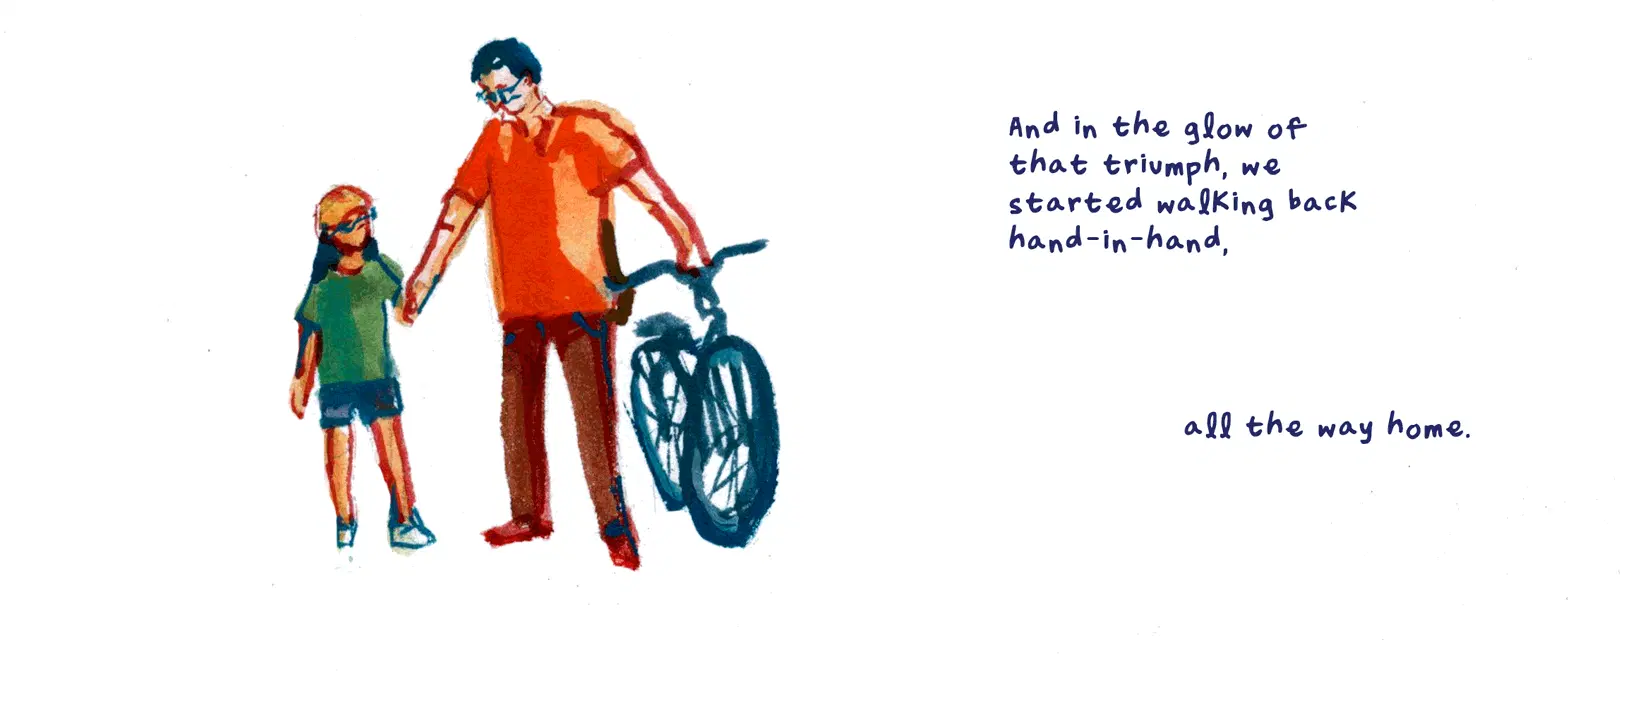 And in the glow of
that triumph, we
started walking back
hand-in-hand,
all the way home.